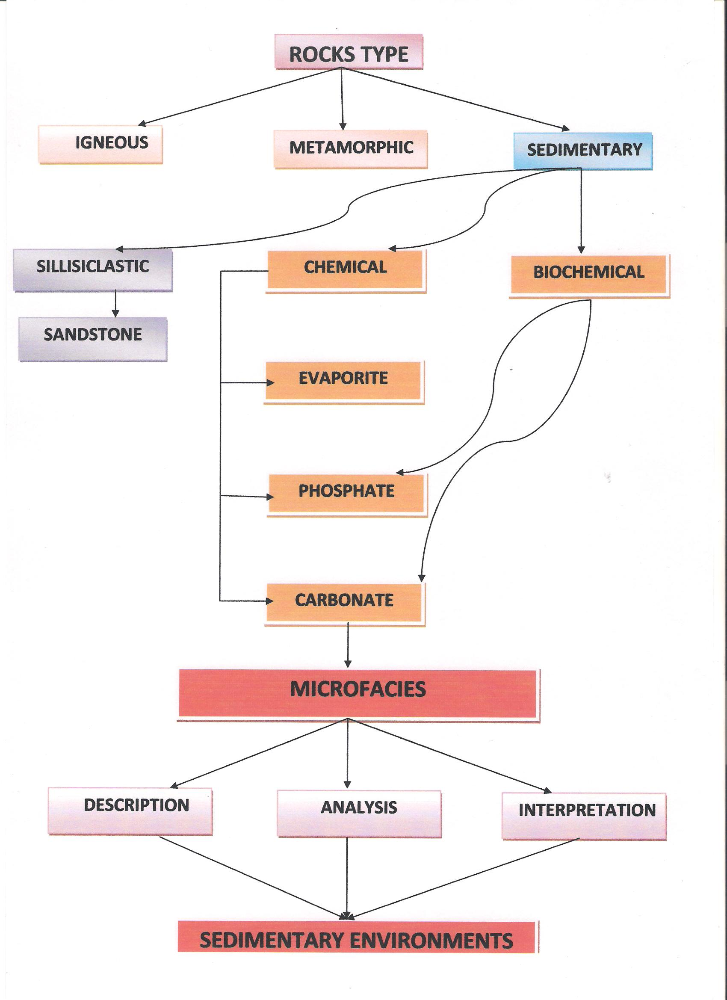 ROCKS TYPE
IGNEOUS
METAMORPHIC
SEDIMENTARY
SILLISICLASTIC
CHEMICAL
BIOCHEMICAL
SANDSTONE
EVAPORITE
PHOSPHATE
CARBONATE
MICROFACIES
DESCRIPTION
ANALYSIS
INTERPRETATION
SEDIMENTARY ENVIRONMENTS